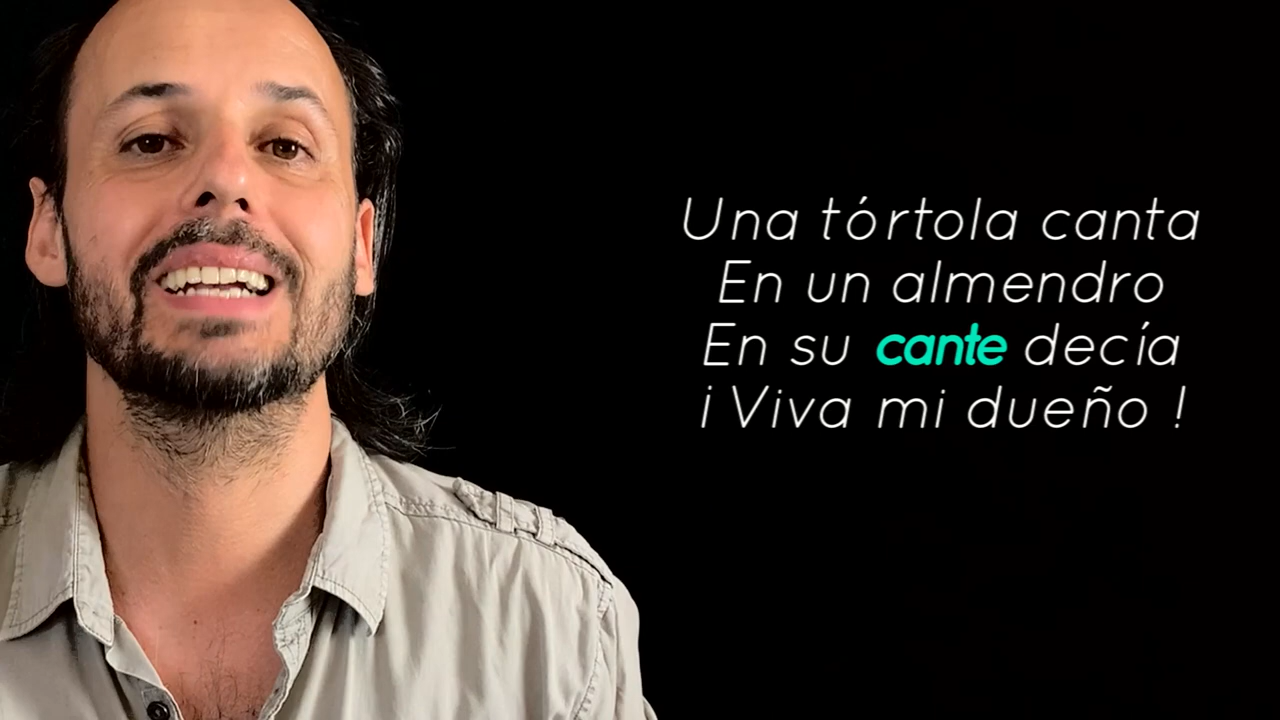 Una tórtola canta
En un almendro
En su cante decía
¡Viva mi dueño !